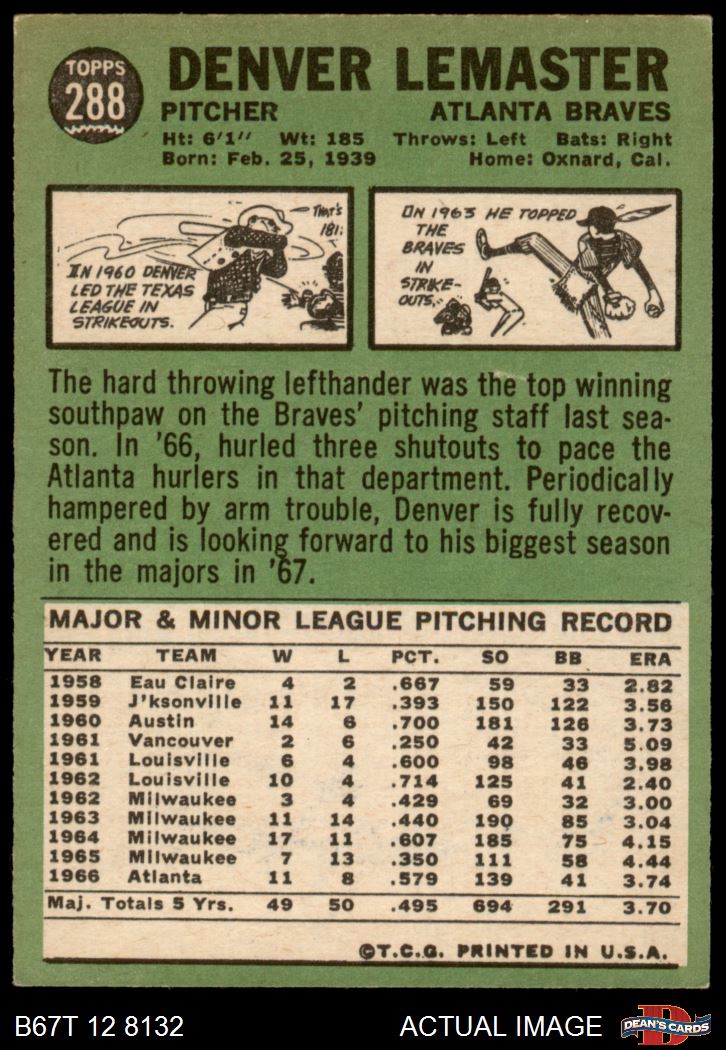 TOPPS
288
DENVER LEMASTER
PITCHER ATLANTA BRAVES
Ht: 6'1" Wt: 185 Throws: Left Bats: Right
Born: Feb. 25, 1939 Home: Oxnard, Cal.
THAT'S
181!
IN 1960 DENVER
LED THE TEXAS
LEAGUE IN
STRIKEOUTS.
IN 1963 HE TOPPED
THE
BRAVES
IN
STRIKE-
OUTS.
The hard throwing lefthander was the top winning
southpaw on the Braves' pitching staff last sea-
son. In '66, hurled three shutouts to pace the
Atlanta hurlers in that department. Periodically
hampered by arm trouble, Denver is fully recov-
ered and is looking forward to his biggest season
in the majors in '67.
MAJOR & MINOR LEAGUE PITCHING RECORD
YEAR TEAM W L PCT. SO BB ERA
1958 Eau Claire 4 2 .667 59 33 2.82
1959 J'ksonville 11 17 .393 150 122 3.56
1960 Austin 14 6 .700 181 126 3.73
1961 Vancouver 2 6 .250 42 33 5.09
1961 Louisville 6 4 .600 98 46 3.98
1962 Louisville 10 4 .714 125 41 2.40
1962 Milwaukee 3 4 .429 69 32 3.00
1963 Milwaukee 11 14 .440 190 85 3.04
1964 Milwaukee 17 11 .607 185 75 4.15
1965 Milwaukee 7 13 .350 111 58 4.44
1966 Atlanta 11 8 .579 139 41 3.74
Maj. Totals 5 Yrs. 49 50 .495 694 291 3.70
©T.C.G. PRINTED IN U.S.A.
B67T 12 8132 ACTUAL IMAGE
D
DEAN'S CARDS